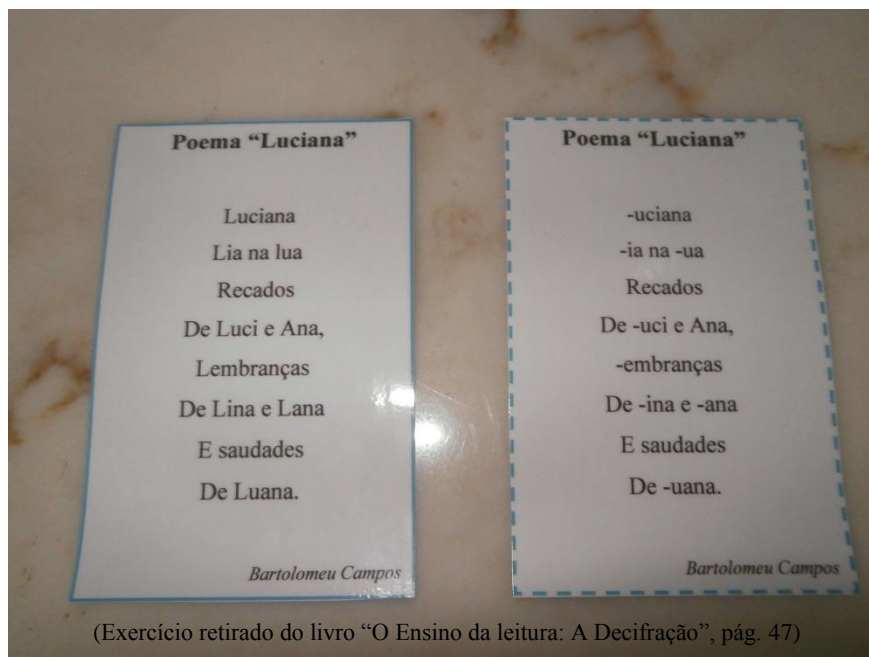 Poema “Luciana”
Luciana
Lia na lua
Recados
De Luci e Ana,
Lembranças
De Lina e Lana
E saudades
De Luana.
Bartolomeu Campos
Poema “Luciana”
-uciana
-ia na -ua
Recados
De -uci e Ana,
-embranças
De -ina e -ana
E saudades
De -uana.
Bartolomeu Campos
(Exercício retirado do livro “O Ensino da leitura: A Decifração”, pág. 47)